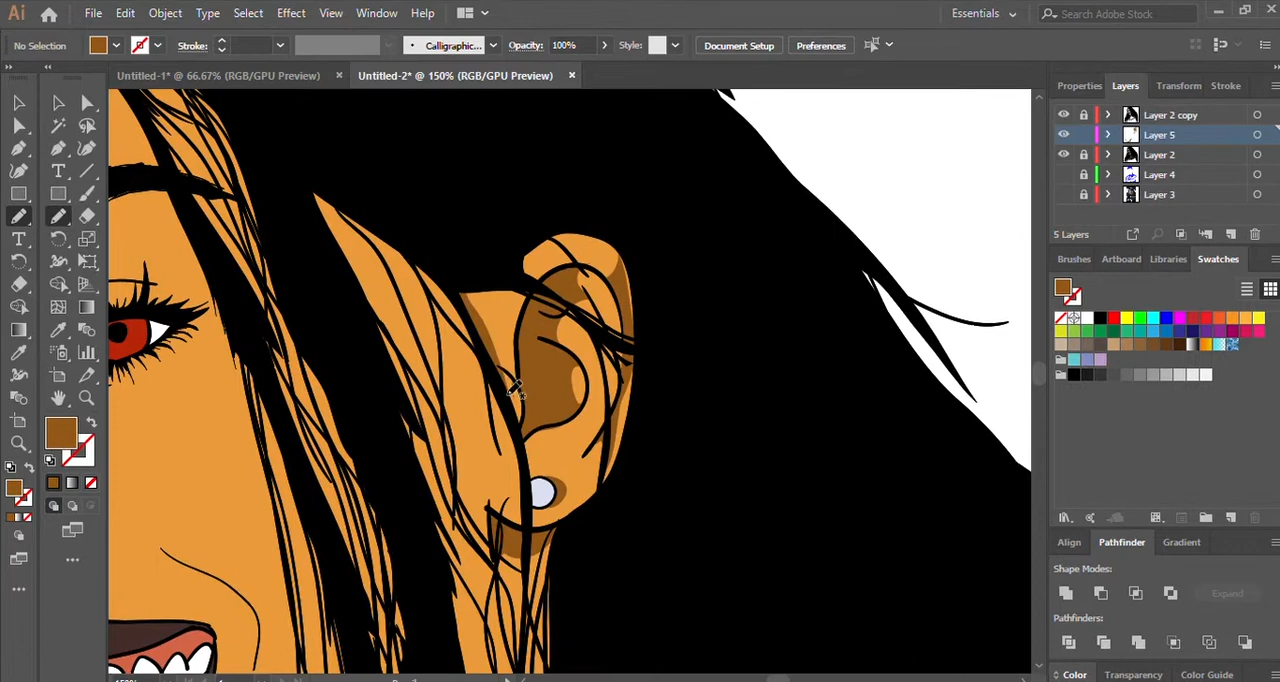 Ai File Edit Object Type Select Effect View Window Help Essentials Search Adobe Stock
No Selection Stroke: Calligraphic... Opacity: 100% Style: Document Setup Preferences
Untitled-1* @ 66.67% (RGB/GPU Preview) Untitled-2* @ 150% (RGB/GPU Preview)
Properties Layers Transform Stroke
Layer 2 copy
Layer 5
Layer 2
Layer 4
Layer 3
5 Layers
Brushes Artboard Libraries Swatches
Align Pathfinder Gradient
Shape Modes:
Expand
Pathfinders:
Color Transparency Color Guide